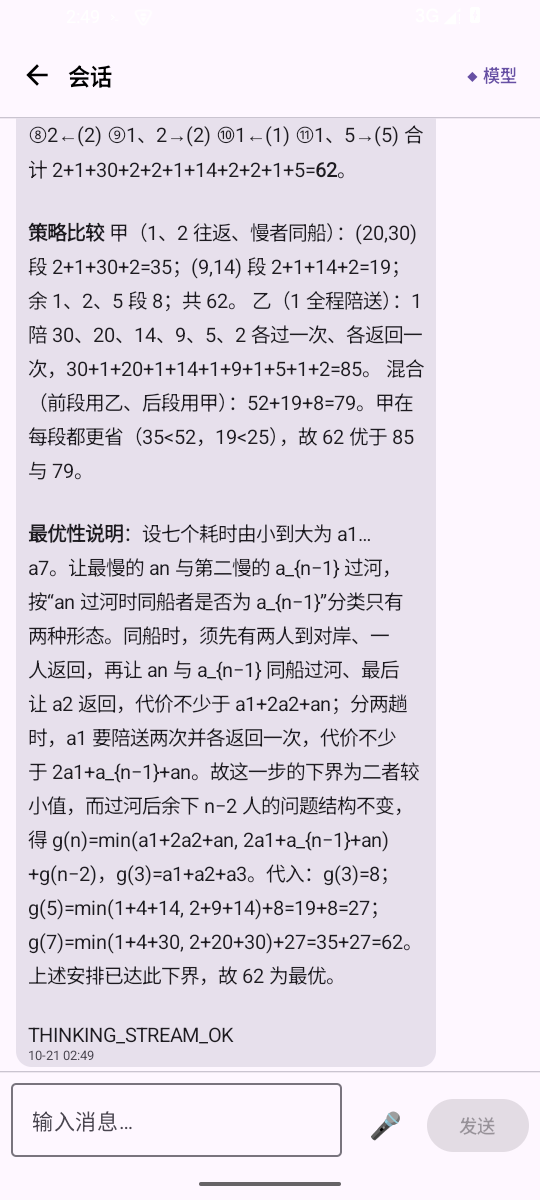 2:49
3G
会话
◆ 模型
⑧2←(2) ⑨1、2→(2) ⑩1←(1) ⑪1、5→(5) 合
计 2+1+30+2+2+1+14+2+2+1+5=62。
策略比较 甲（1、2 往返、慢者同船）：(20,30)
段 2+1+30+2=35；(9,14) 段 2+1+14+2=19；
余 1、2、5 段 8；共 62。 乙（1 全程陪送）：1
陪 30、20、14、9、5、2 各过一次、各返回一
次，30+1+20+1+14+1+9+1+5+1+2=85。 混合
（前段用乙、后段用甲）：52+19+8=79。甲在
每段都更省（35<52，19<25），故 62 优于 85
与 79。
最优性说明：设七个耗时由小到大为 a1…
a7。让最慢的 an 与第二慢的 a_{n−1} 过河，
按“an 过河时同船者是否为 a_{n−1}”分类只有
两种形态。同船时，须先有两人到对岸、一
人返回，再让 an 与 a_{n−1} 同船过河、最后
让 a2 返回，代价不少于 a1+2a2+an；分两趟
时，a1 要陪送两次并各返回一次，代价不少
于 2a1+a_{n−1}+an。故这一步的下界为二者较
小值，而过河后余下 n−2 人的问题结构不变，
得 g(n)=min(a1+2a2+an, 2a1+a_{n−1}+an)
+g(n−2)，g(3)=a1+a2+a3。代入：g(3)=8；
g(5)=min(1+4+14, 2+9+14)+8=19+8=27；
g(7)=min(1+4+30, 2+20+30)+27=35+27=62。
上述安排已达此下界，故 62 为最优。
THINKING_STREAM_OK
10-21 02:49
输入消息…
发送